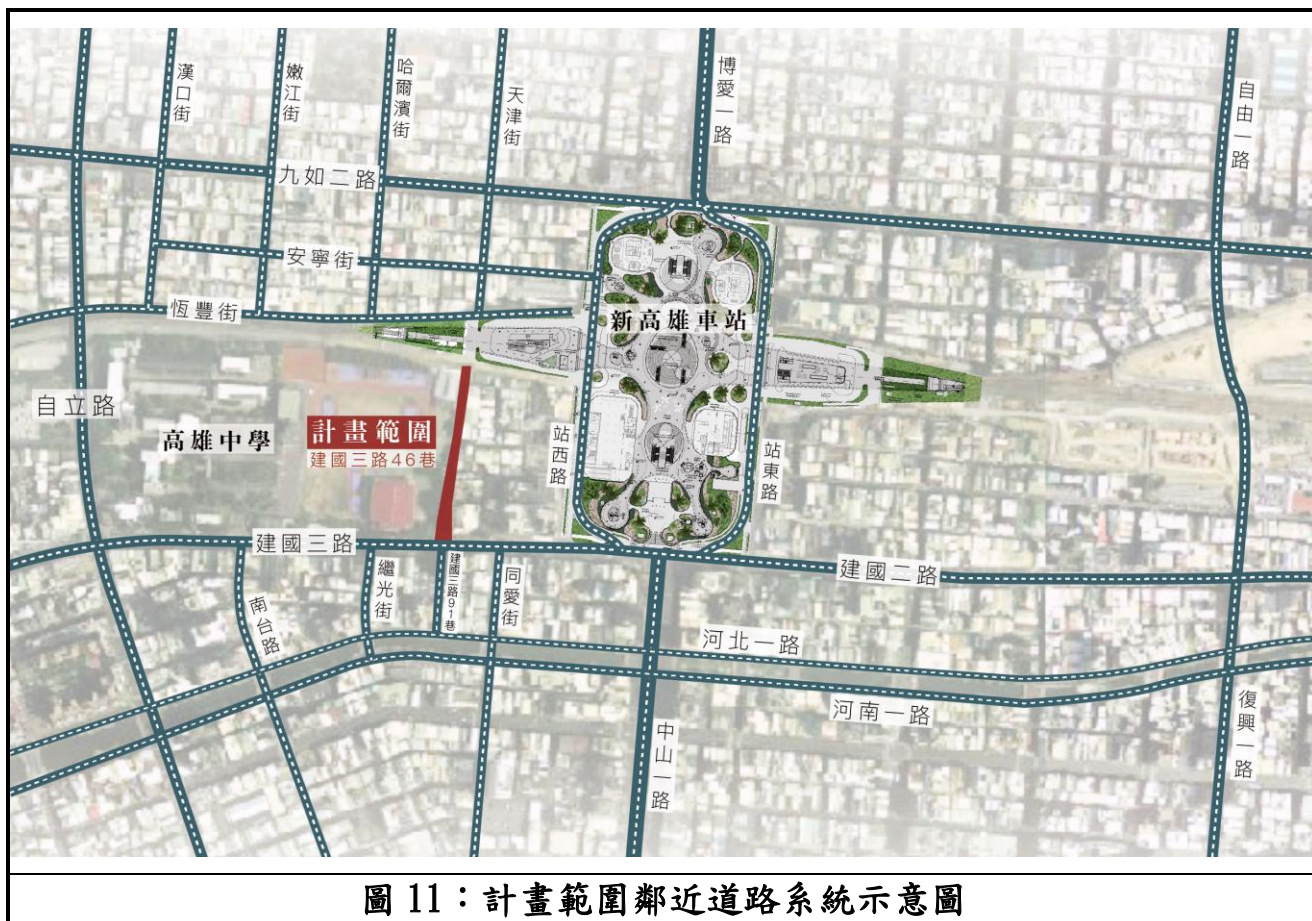 漢口街
嫩江街
哈爾濱街
天津街
博愛一路
自由一路
九如二路
安寧街
恆豐街
新高雄車站
自立路
高雄中學
計畫範圍
建國三路46巷
站西路
站東路
建國三路
建國二路
南台路
繼光街
建國三路91巷
同愛街
河北一路
河南一路
中山一路
復興一路
圖 11：計畫範圍鄰近道路系統示意圖